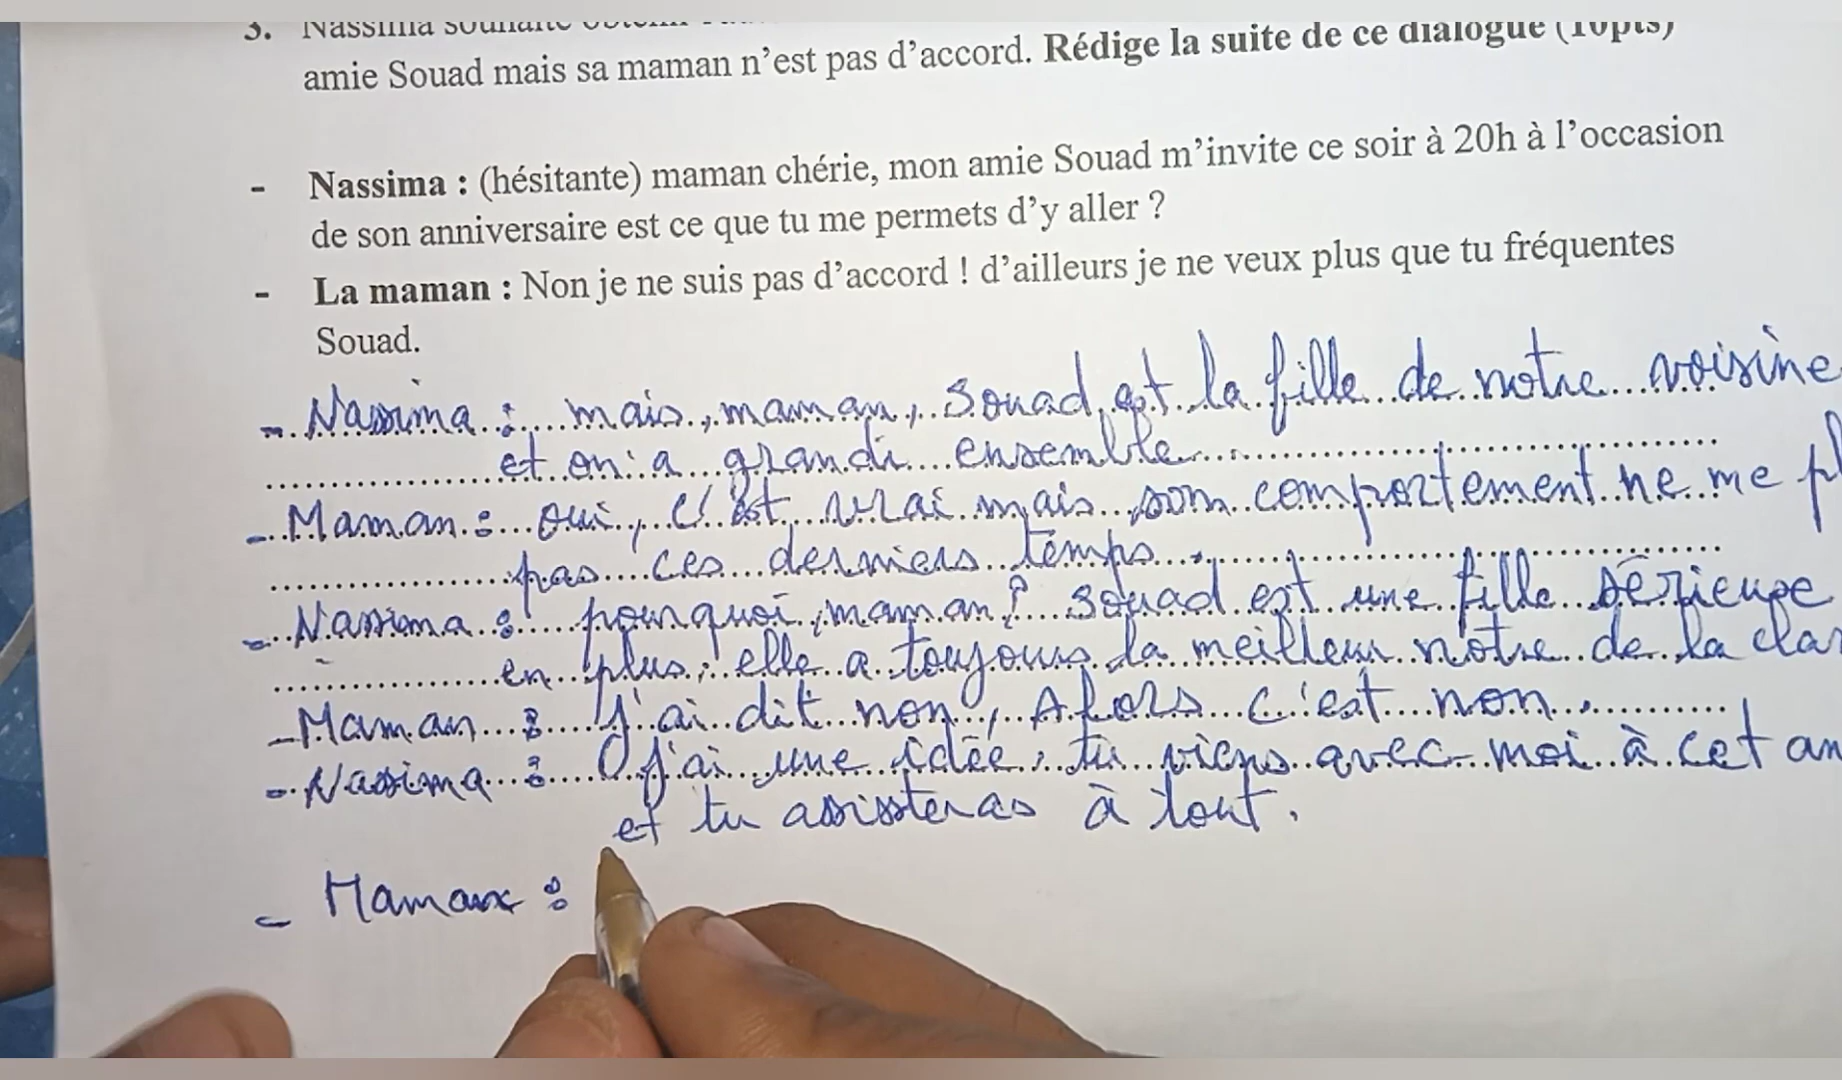 3. Nassima souhaite obtenir
amie Souad mais sa maman n'est pas d'accord. Rédige la suite de ce dialogue (10pts)
- Nassima : (hésitante) maman chérie, mon amie Souad m'invite ce soir à 20h à l'occasion
de son anniversaire est ce que tu me permets d'y aller ?
- La maman : Non je ne suis pas d'accord ! d'ailleurs je ne veux plus que tu fréquentes
Souad.
- Nassima : mais, maman, Souad est la fille de notre voisine
et on a grandi ensemble.
- Maman : oui, c'est vrai mais son comportement ne me
pas ces derniers temps.
- Nassima : pourquoi, maman? Souad est une fille sérieuse
en plus, elle a toujours la meilleur notre de la
- Maman : j'ai dit non, Alors c'est non.
- Nassima : O j'ai une idée, tu viens avec moi à cet
et tu assisteras à tout.
- Maman :